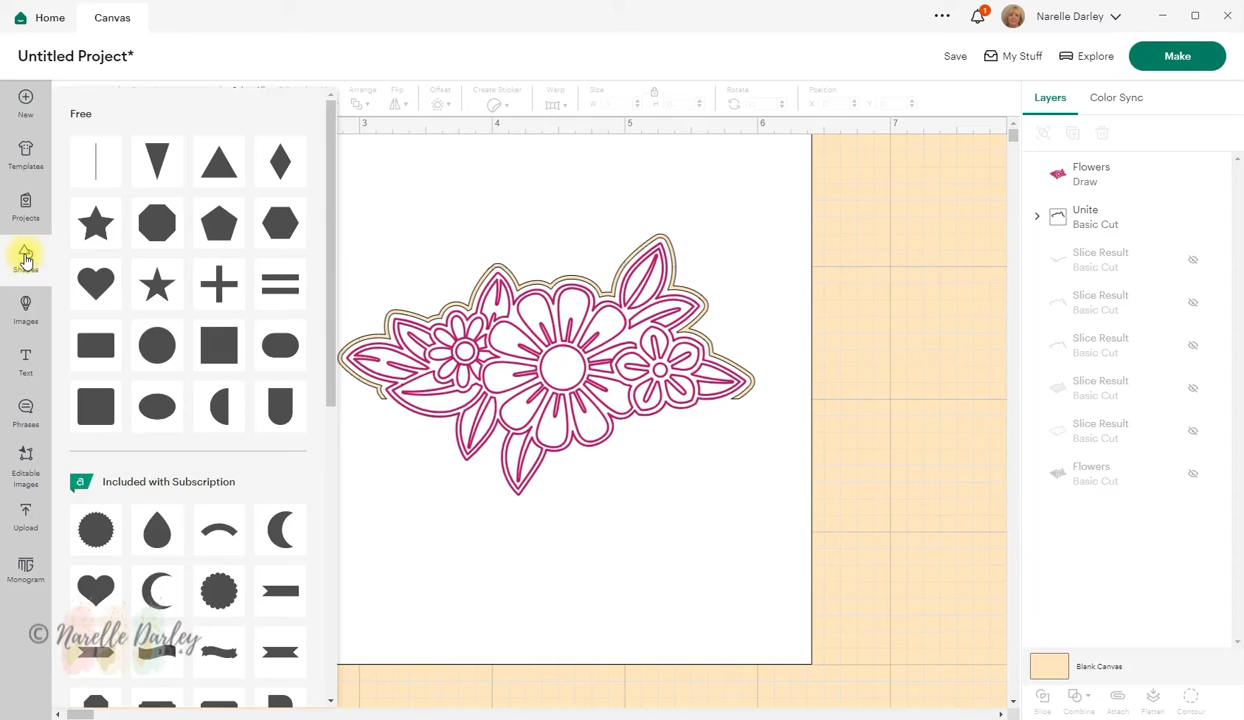 Home
Canvas
1
Narelle Darley
Untitled Project*
Save
My Stuff
Explore
Make
New
Templates
Projects
Shapes
Images
Text
Phrases
Editable
Images
Upload
Monogram
Free
Included with Subscription
a
Arrange
Flip
Offset
Create Sticker
Warp
Size
W
H
Rotate
Position
X
Y
3
4
5
6
7
Layers
Color Sync
Flowers
Draw
Unite
Basic Cut
Slice Result
Basic Cut
Slice Result
Basic Cut
Slice Result
Basic Cut
Slice Result
Basic Cut
Slice Result
Basic Cut
Flowers
Basic Cut
Blank Canvas
Slice
Combine
Attach
Flatten
Contour
© Narelle Darley